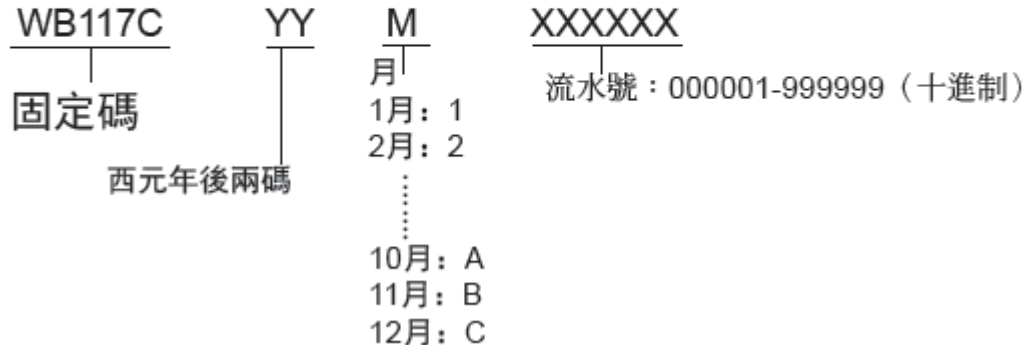 WB117C YY M XXXXXX
固定碼
西元年後兩碼
月
1月：1
2月：2
10月：A
11月：B
12月：C
流水號：000001-999999（十進制）